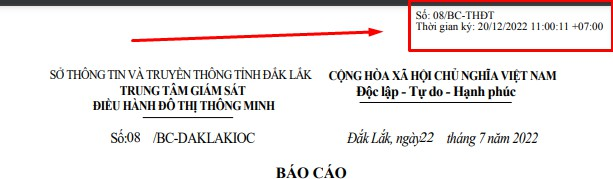 Số: 08/BC-THĐT
Thời gian ký: 20/12/2022 11:00:11 +07:00
SỞ THÔNG TIN VÀ TRUYỀN THÔNG TỈNH ĐẮK LẮK
TRUNG TÂM GIÁM SÁT
ĐIỀU HÀNH ĐÔ THỊ THÔNG MINH
Số:08 /BC-DAKLAKIOC
CỘNG HÒA XÃ HỘI CHỦ NGHĨA VIỆT NAM
Độc lập - Tự do - Hạnh phúc
Đắk Lắk, ngày22 tháng 7 năm 2022
BÁO CÁO